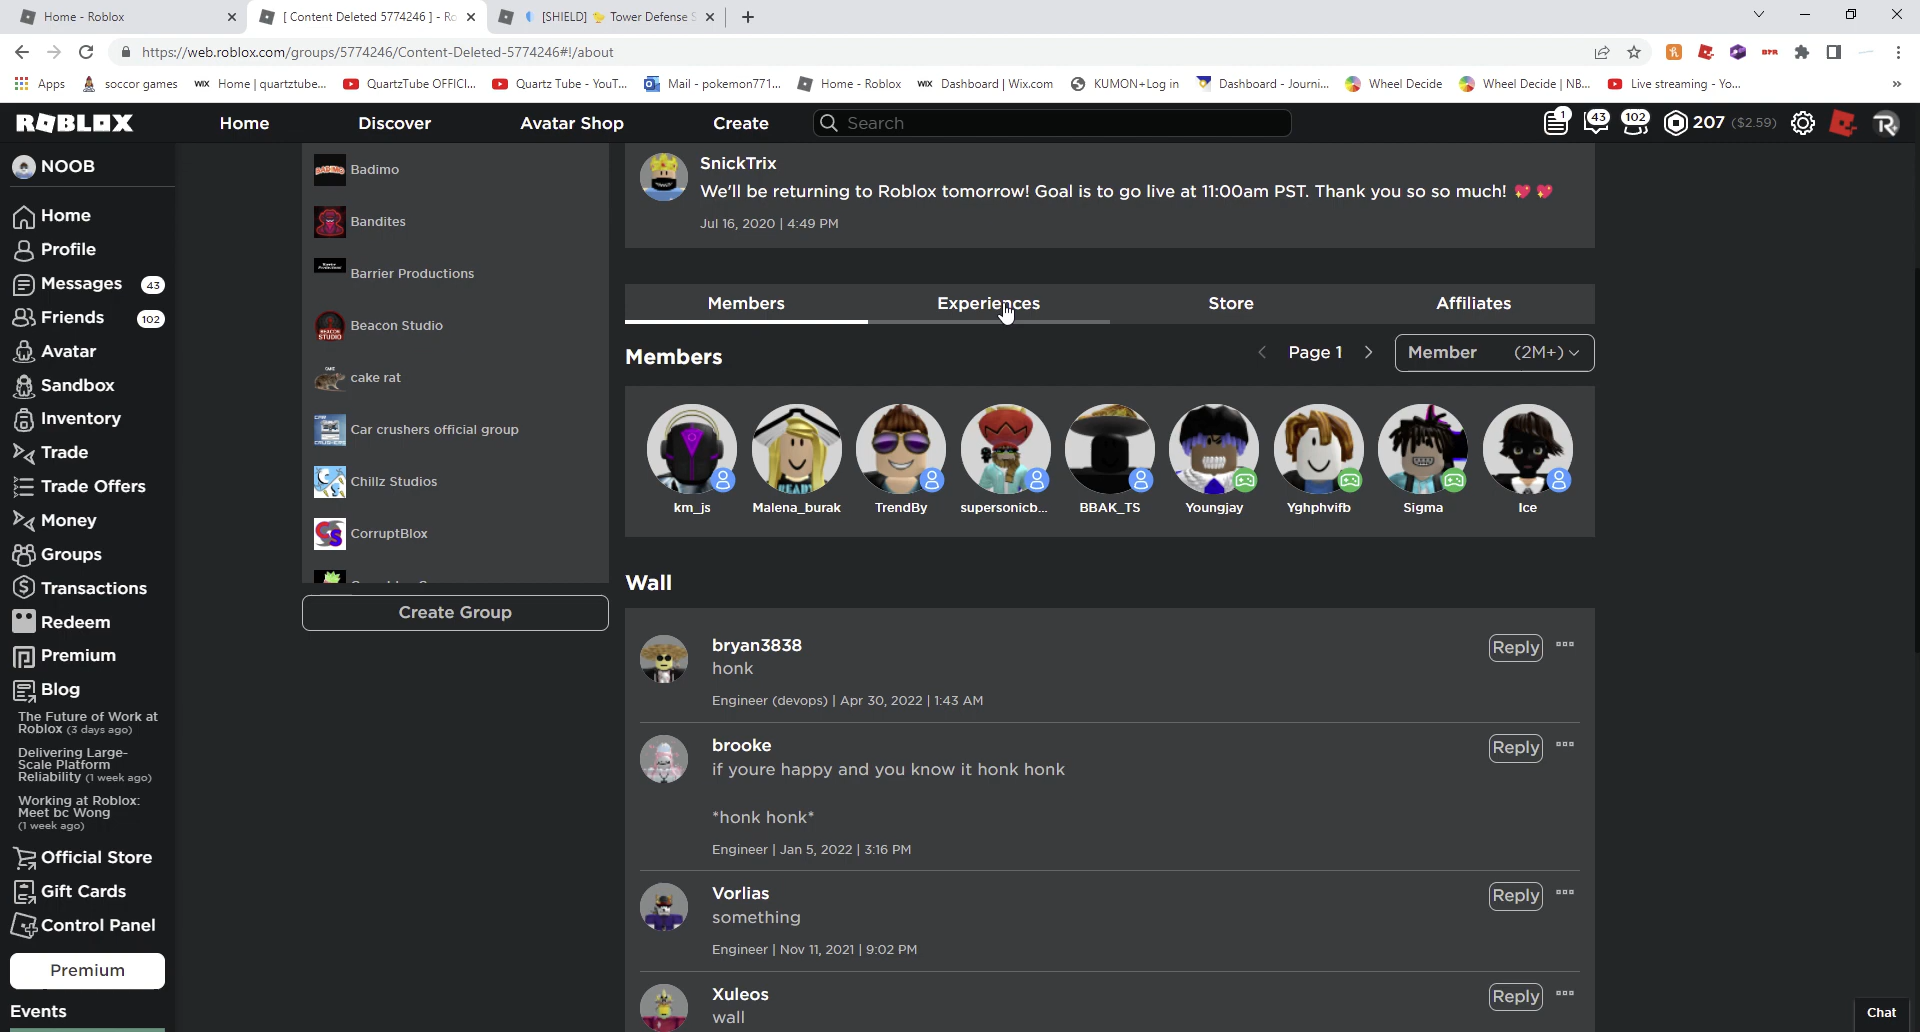 Home - Roblox
[ Content Deleted 5774246 ] - Ro
[SHIELD] 🐤 Tower Defense S
https://web.roblox.com/groups/5774246/Content-Deleted-5774246#!/about
Apps
soccor games
WIX Home | quartztube...
QuartzTube OFFICI...
Quartz Tube - YouT...
Mail - pokemon771...
Home - Roblox
WIX Dashboard | Wix.com
KUMON+Log in
Dashboard - Journi...
Wheel Decide
Wheel Decide | NB...
Live streaming - Yo...
ROBLOX
Home
Discover
Avatar Shop
Create
Search
1
43
102
207 ($2.59)
NOOB
Home
Profile
Messages 43
Friends 102
Avatar
Sandbox
Inventory
Trade
Trade Offers
Money
Groups
Transactions
Redeem
Premium
Blog
The Future of Work at
Roblox (3 days ago)
Delivering Large-
Scale Platform
Reliability (1 week ago)
Working at Roblox:
Meet bc Wong
(1 week ago)
Official Store
Gift Cards
Control Panel
Premium
Events
Badimo
Bandites
Barrier Productions
Beacon Studio
cake rat
Car crushers official group
Chillz Studios
CorruptBlox
Create Group
SnickTrix
We'll be returning to Roblox tomorrow! Goal is to go live at 11:00am PST. Thank you so so much! 💖 💖
Jul 16, 2020 | 4:49 PM
Members
Experiences
Store
Affiliates
Members
Page 1
Member (2M+)
km_js
Malena_burak
TrendBy
supersonicb...
BBAK_TS
Youngjay
Yghphvifb
Sigma
Ice
Wall
bryan3838
honk
Engineer (devops) | Apr 30, 2022 | 1:43 AM
Reply
brooke
if youre happy and you know it honk honk
*honk honk*
Engineer | Jan 5, 2022 | 3:16 PM
Reply
Vorlias
something
Engineer | Nov 11, 2021 | 9:02 PM
Reply
Xuleos
wall
Reply
Chat